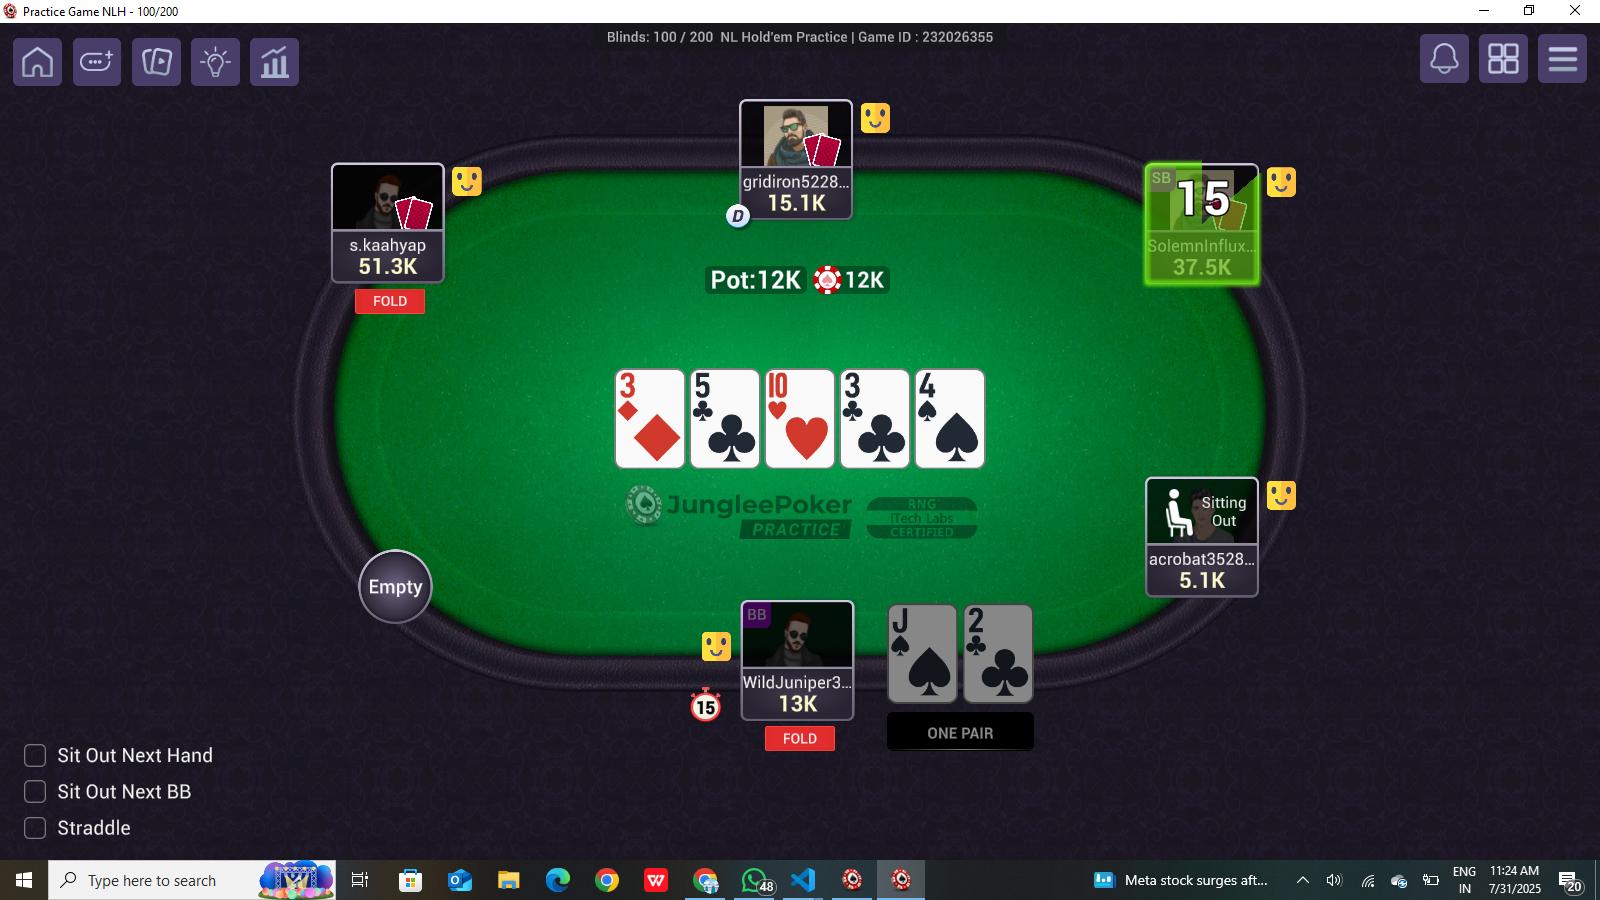 Practice Game NLH - 100/200
Blinds: 100 / 200 NL Hold'em Practice | Game ID : 232026355
gridiron5228...
15.1K
D
s.kaahyap
51.3K
FOLD
SB
15
SolemnInflux...
37.5K
Pot:12K 12K
3 5 10 3 4
JungleePoker
PRACTICE
RNG
iTech Labs
CERTIFIED
Sitting
Out
acrobat3528...
5.1K
Empty
BB
WildJuniper3...
13K
15
FOLD
J 2
ONE PAIR
Sit Out Next Hand
Sit Out Next BB
Straddle
Type here to search
48
Meta stock surges aft...
ENG
IN
11:24 AM
7/31/2025
20